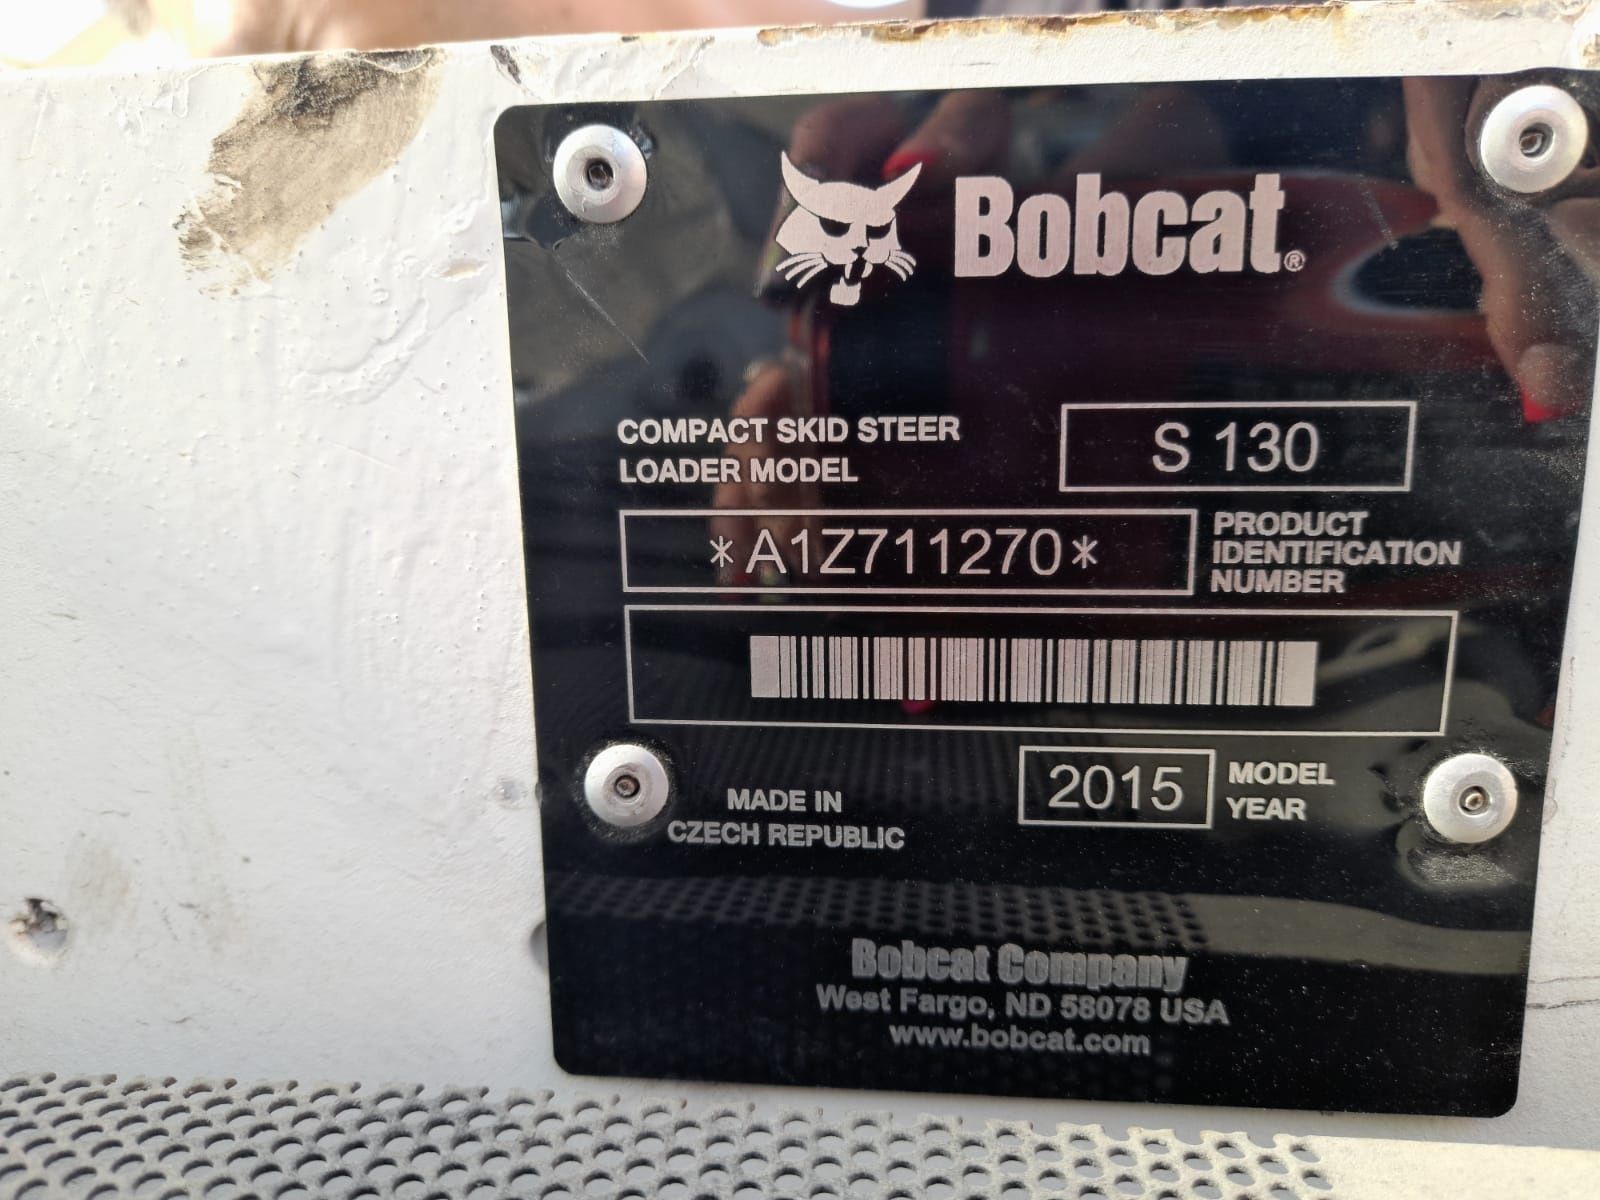 Bobcat®
COMPACT SKID STEER
LOADER MODEL
S 130
*A1Z711270*
PRODUCT
IDENTIFICATION
NUMBER
MADE IN
CZECH REPUBLIC
2015
MODEL
YEAR
Bobcat Company
West Fargo, ND 58078 USA
www.bobcat.com